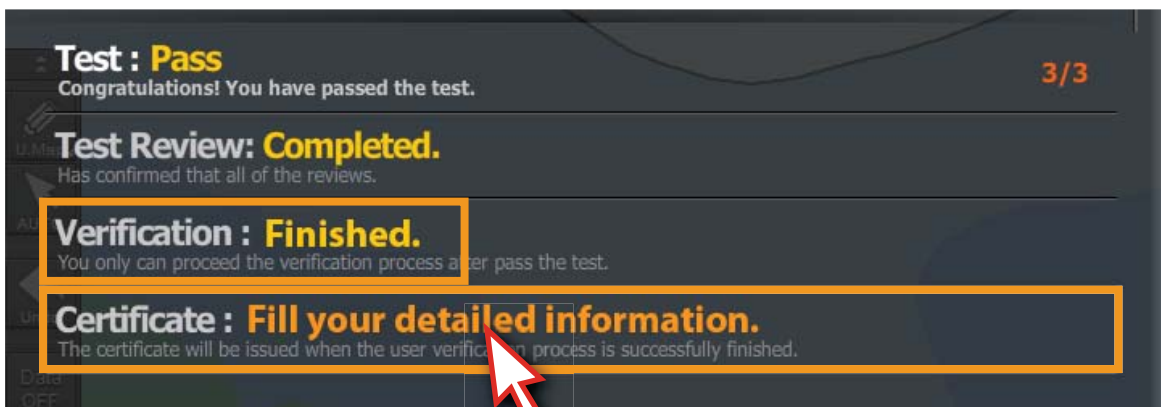 Test : Pass
3/3
Congratulations! You have passed the test.
Test Review: Completed.
Has confirmed that all of the reviews.
Verification : Finished.
You only can proceed the verification process after pass the test.
Certificate : Fill your detailed information.
The certificate will be issued when the user verification process is successfully finished.
Data
OFF